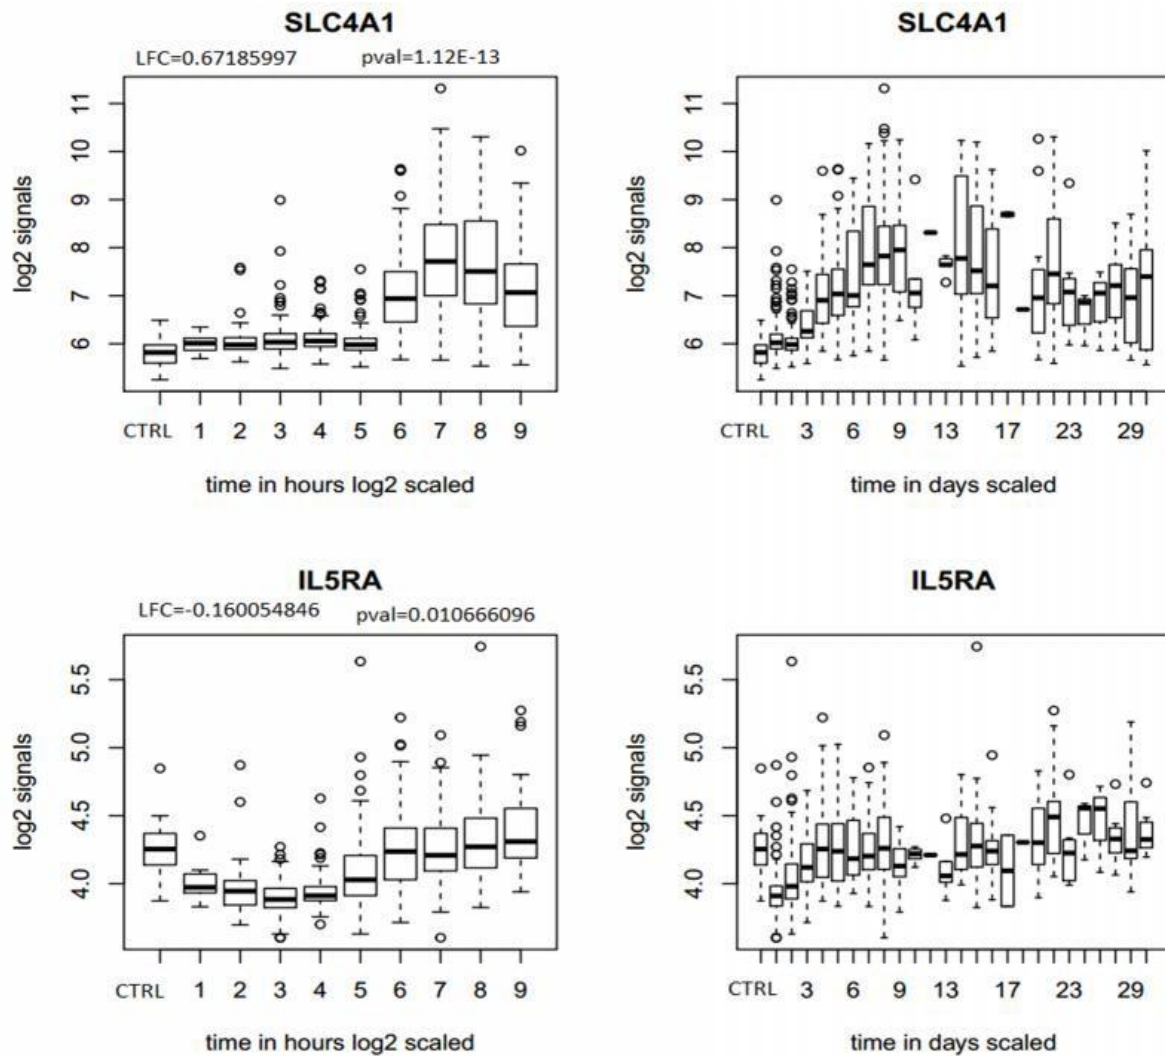 SLC4A1
LFC=0.67185997 pval=1.12E-13
log2 signals
11
10
9
8
7
6
CTRL 1 2 3 4 5 6 7 8 9
time in hours log2 scaled
SLC4A1
log2 signals
11
10
9
8
7
6
CTRL 3 6 9 13 17 23 29
time in days scaled
IL5RA
LFC=-0.160054846 pval=0.010666096
log2 signals
5.5
5.0
4.5
4.0
CTRL 1 2 3 4 5 6 7 8 9
time in hours log2 scaled
IL5RA
log2 signals
5.5
5.0
4.5
4.0
CTRL 3 6 9 13 17 23 29
time in days scaled